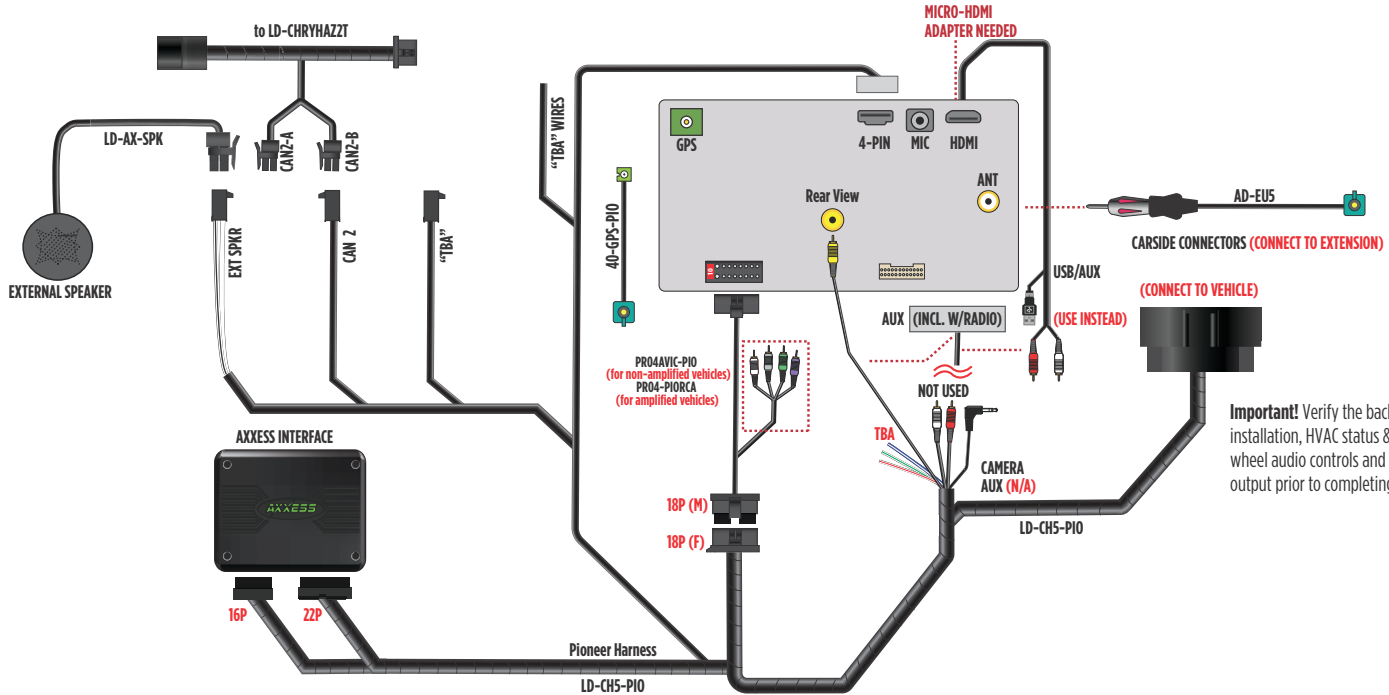 to LD-CHRYHAZ2T
MICRO-HDMI
ADAPTER NEEDED
LD-AX-SPK
CAN2-A
CAN2-B
"TBA" WIRES
GPS
4-PIN
MIC
HDMI
Rear View
ANT
AD-EU5
CARSIDE CONNECTORS (CONNECT TO EXTENSION)
EXTERNAL SPEAKER
EXT SPKR
CAN 2
"TBA"
40-GPS-PIO
10
USB/AUX
(CONNECT TO VEHICLE)
AUX (INCL. W/RADIO)
(USE INSTEAD)
PR04AVIC-PIO
(for non-amplified vehicles)
PR04-PIORCA
(for amplified vehicles)
NOT USED
Important! Verify the back
installation, HVAC status &
wheel audio controls and
output prior to completing
AXXESS INTERFACE
AXXESS
TBA
CAMERA
AUX (N/A)
18P (M)
18P (F)
LD-CH5-PIO
16P
22P
Pioneer Harness
LD-CH5-PIO